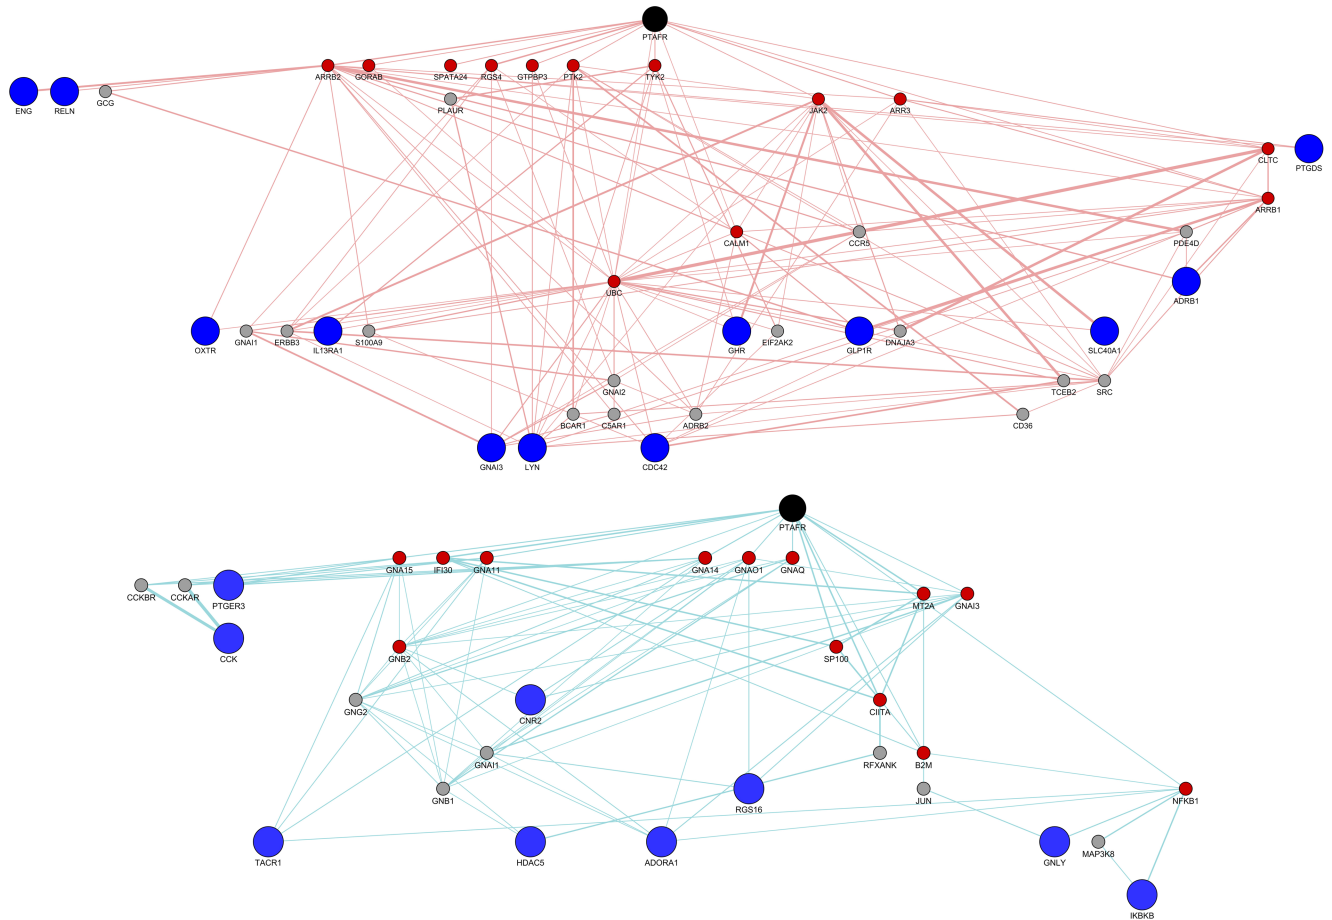 PTAFR
ARRB2 GORAB SPATA24 RGS4 GTPBP3 PTK2 TYK2
ENG RELN GCG PLAUR JAK2 ARR3
CLTC PTGDS
ARRB1
CALM1 CCR5 PDE4D
UBC ADRB1
OXTR GNAI1 ERBB3 IL13RA1 S100A9 GHR EIF2AK2 GLP1R DNAJA3 SLC40A1
GNAI2 TCEB2 SRC
BCAR1 C5AR1 ADRB2 CD36
GNAI3 LYN CDC42
PTAFR
GNA15 IFI30 GNA11 GNA14 GNAO1 GNAQ
CCKBR CCKAR PTGER3 MT2A GNAI3
CCK GNB2 SP100
GNG2 CNR2 CIITA
GNAI1 RFXANK B2M
GNB1 RGS16 JUN NFKB1
TACR1 HDAC5 ADORA1 GNLY MAP3K8
IKBKB